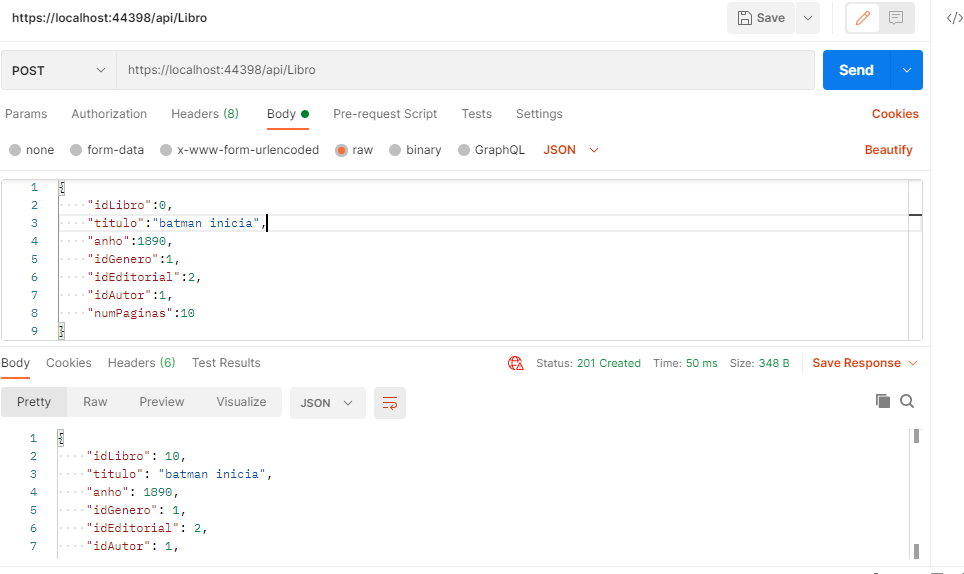 https://localhost:44398/api/Libro Save
POST https://localhost:44398/api/Libro Send
Params Authorization Headers (8) Body Pre-request Script Tests Settings Cookies
none form-data x-www-form-urlencoded raw binary GraphQL JSON Beautify
1 {
2 "idLibro":0,
3 "titulo":"batman inicia",
4 "anho":1890,
5 "idGenero":1,
6 "idEditorial":2,
7 "idAutor":1,
8 "numPaginas":10
9 }
Body Cookies Headers (6) Test Results Status: 201 Created Time: 50 ms Size: 348 B Save Response
Pretty Raw Preview Visualize JSON
1 {
2 "idLibro": 10,
3 "titulo": "batman inicia",
4 "anho": 1890,
5 "idGenero": 1,
6 "idEditorial": 2,
7 "idAutor": 1,